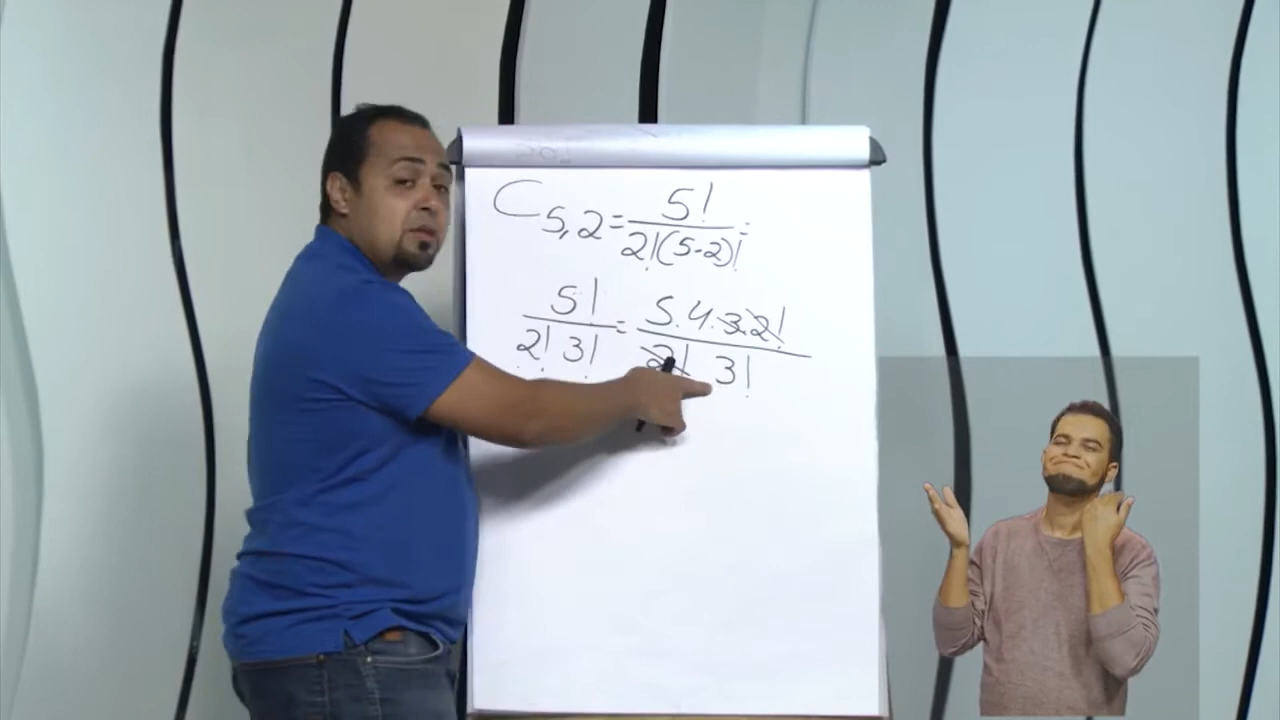 C5,2 = 5! / 2!(5-2)! =
5! / 2! 3! = 5.4.3.2! / 2! 3!